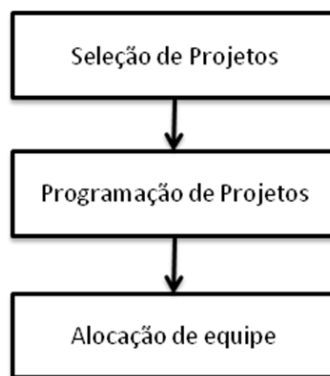 Seleção de Projetos
Programação de Projetos
Alocação de equipe